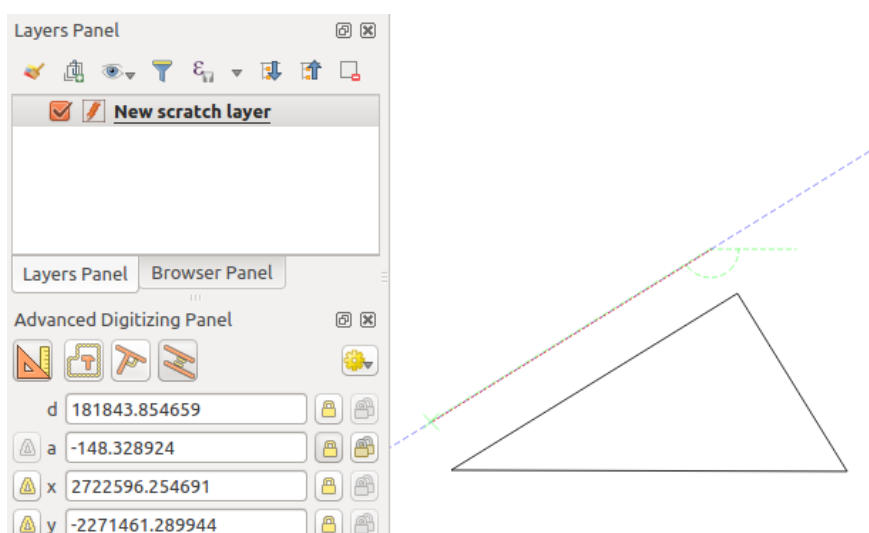 Layers Panel
New scratch layer
Layers Panel Browser Panel
Advanced Digitizing Panel
d 181843.854659
a -148.328924
x 2722596.254691
y -2271461.289944